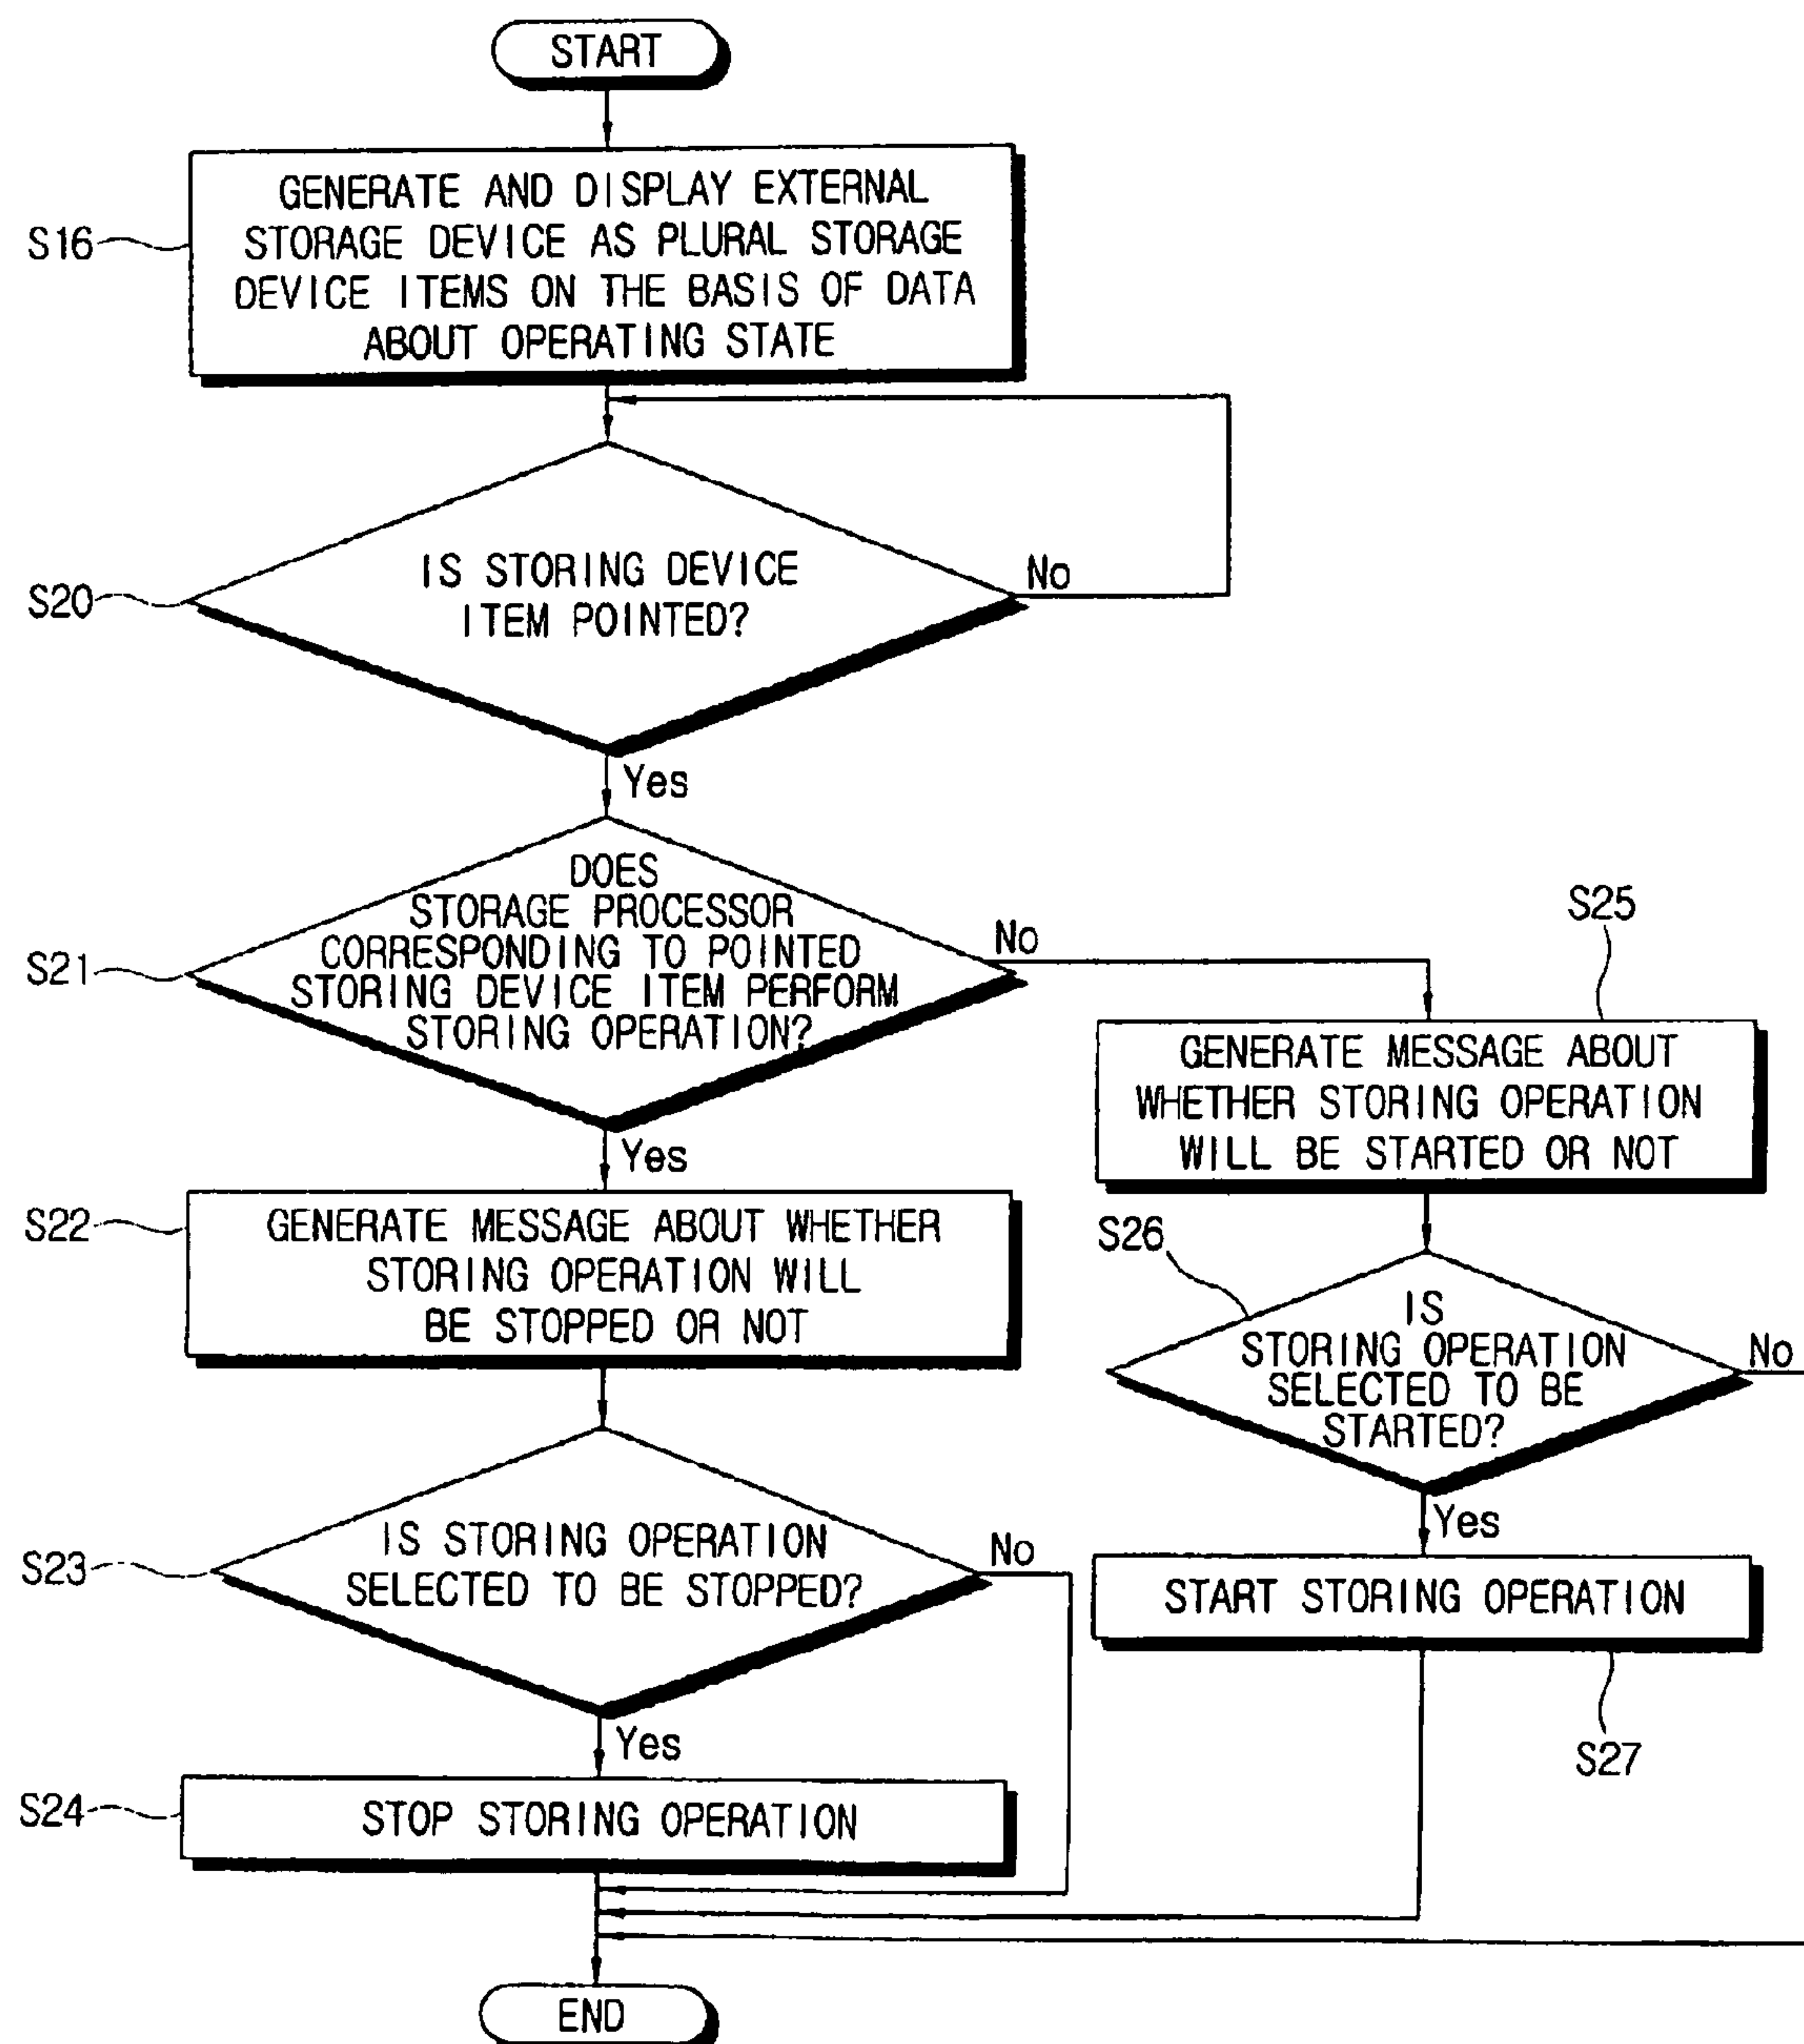 START
S16
GENERATE AND DISPLAY EXTERNAL
STORAGE DEVICE AS PLURAL STORAGE
DEVICE ITEMS ON THE BASIS OF DATA
ABOUT OPERATING STATE
S20
IS STORING DEVICE
ITEM POINTED?
No
Yes
S21
DOES
STORAGE PROCESSOR
CORRESPONDING TO POINTED
STORING DEVICE ITEM PERFORM
STORING OPERATION?
No
Yes
S22
GENERATE MESSAGE ABOUT WHETHER
STORING OPERATION WILL
BE STOPPED OR NOT
S23
IS STORING OPERATION
SELECTED TO BE STOPPED?
No
Yes
S24
STOP STORING OPERATION
S25
GENERATE MESSAGE ABOUT
WHETHER STORING OPERATION
WILL BE STARTED OR NOT
S26
IS
STORING OPERATION
SELECTED TO BE
STARTED?
No
Yes
START STORING OPERATION
S27
END